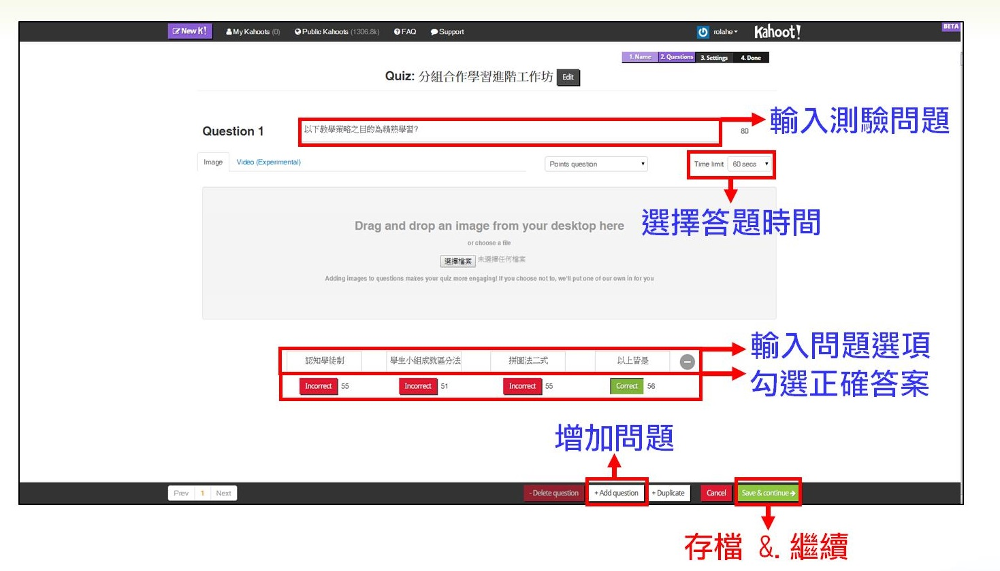 New K! My Kahoots (0) Public Kahoots (1306.8k) FAQ Support rolahe Kahoot! BETA
1. Name 2. Questions 3. Settings 4. Done
Quiz: 分組合作學習進階工作坊 Edit
Question 1 以下教學策略之目的為精熟學習? 80 輸入測驗問題
Image Video (Experimental) Points question Time limit 60 secs
選擇答題時間
Drag and drop an image from your desktop here
or choose a file
選擇檔案 未選擇任何檔案
Adding images to questions makes your quiz more engaging! If you choose not to, we'll put one of our own in for you
認知學徒制 學生小組成就區分法 拼圖法二式 以上皆是 輸入問題選項
Incorrect 55 Incorrect 51 Incorrect 55 Correct 56 勾選正確答案
增加問題
Prev 1 Next - Delete question + Add question + Duplicate Cancel Save & continue
存檔 &. 繼續